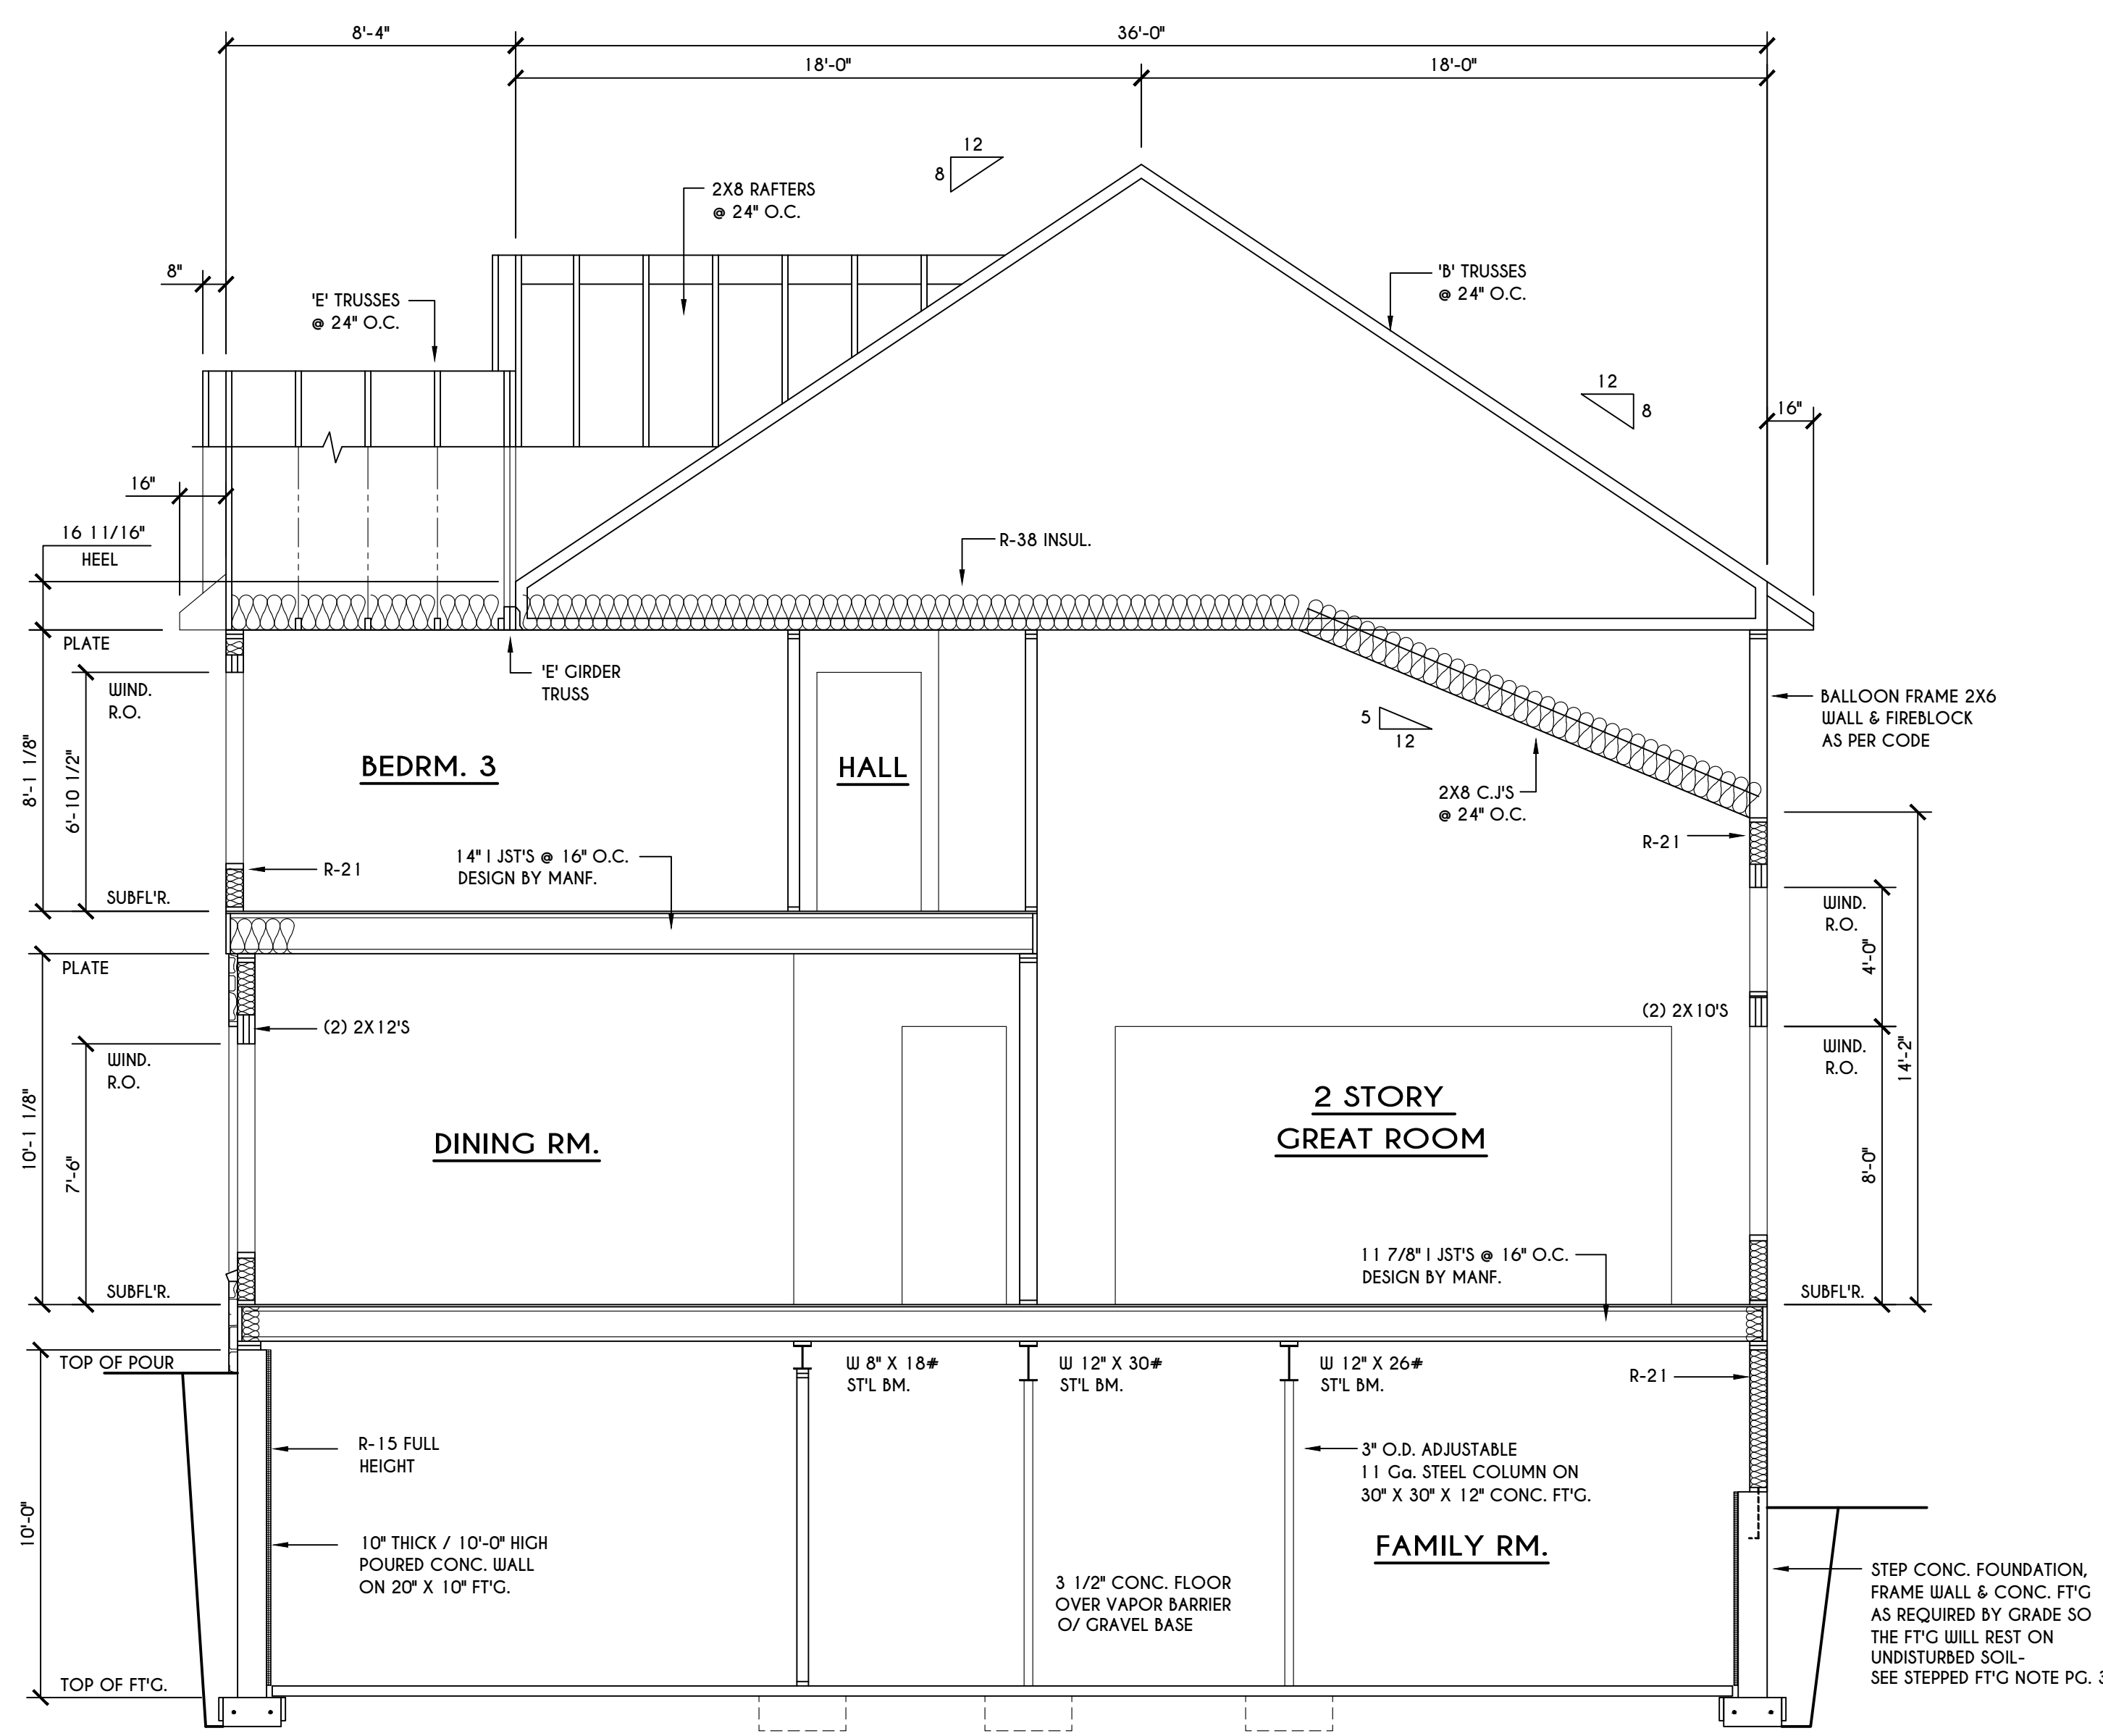 8'-4"
36'-0"
18'-0"
18'-0"
12
8
2X8 RAFTERS
@ 24" O.C.
8"
'E' TRUSSES
@ 24" O.C.
'B' TRUSSES
@ 24" O.C.
12
8
16"
16"
16 11/16"
HEEL
R-38 INSUL.
PLATE
WIND.
R.O.
'E' GIRDER
TRUSS
BALLOON FRAME 2X6
WALL & FIREBLOCK
AS PER CODE
5
12
8'-1 1/8"
6'-10 1/2"
BEDRM. 3
HALL
2X8 C.J'S
@ 24" O.C.
R-21
14" I JST'S @ 16" O.C.
DESIGN BY MANF.
R-21
SUBFL'R.
WIND.
R.O.
4'-0"
PLATE
(2) 2X12'S
(2) 2X10'S
WIND.
R.O.
WIND.
R.O.
14'-2"
10'-1 1/8"
7'-6"
DINING RM.
2 STORY
GREAT ROOM
8'-0"
11 7/8" I JST'S @ 16" O.C.
DESIGN BY MANF.
SUBFL'R.
SUBFL'R.
TOP OF POUR
W 8" X 18#
ST'L BM.
W 12" X 30#
ST'L BM.
W 12" X 26#
ST'L BM.
R-21
R-15 FULL
HEIGHT
3" O.D. ADJUSTABLE
11 Ga. STEEL COLUMN ON
30" X 30" X 12" CONC. FT'G.
10'-0"
10" THICK / 10'-0" HIGH
POURED CONC. WALL
ON 20" X 10" FT'G.
FAMILY RM.
3 1/2" CONC. FLOOR
OVER VAPOR BARRIER
O/ GRAVEL BASE
STEP CONC. FOUNDATION,
FRAME WALL & CONC. FT'G
AS REQUIRED BY GRADE SO
THE FT'G WILL REST ON
UNDISTURBED SOIL-
SEE STEPPED FT'G NOTE PG. 3
TOP OF FT'G.